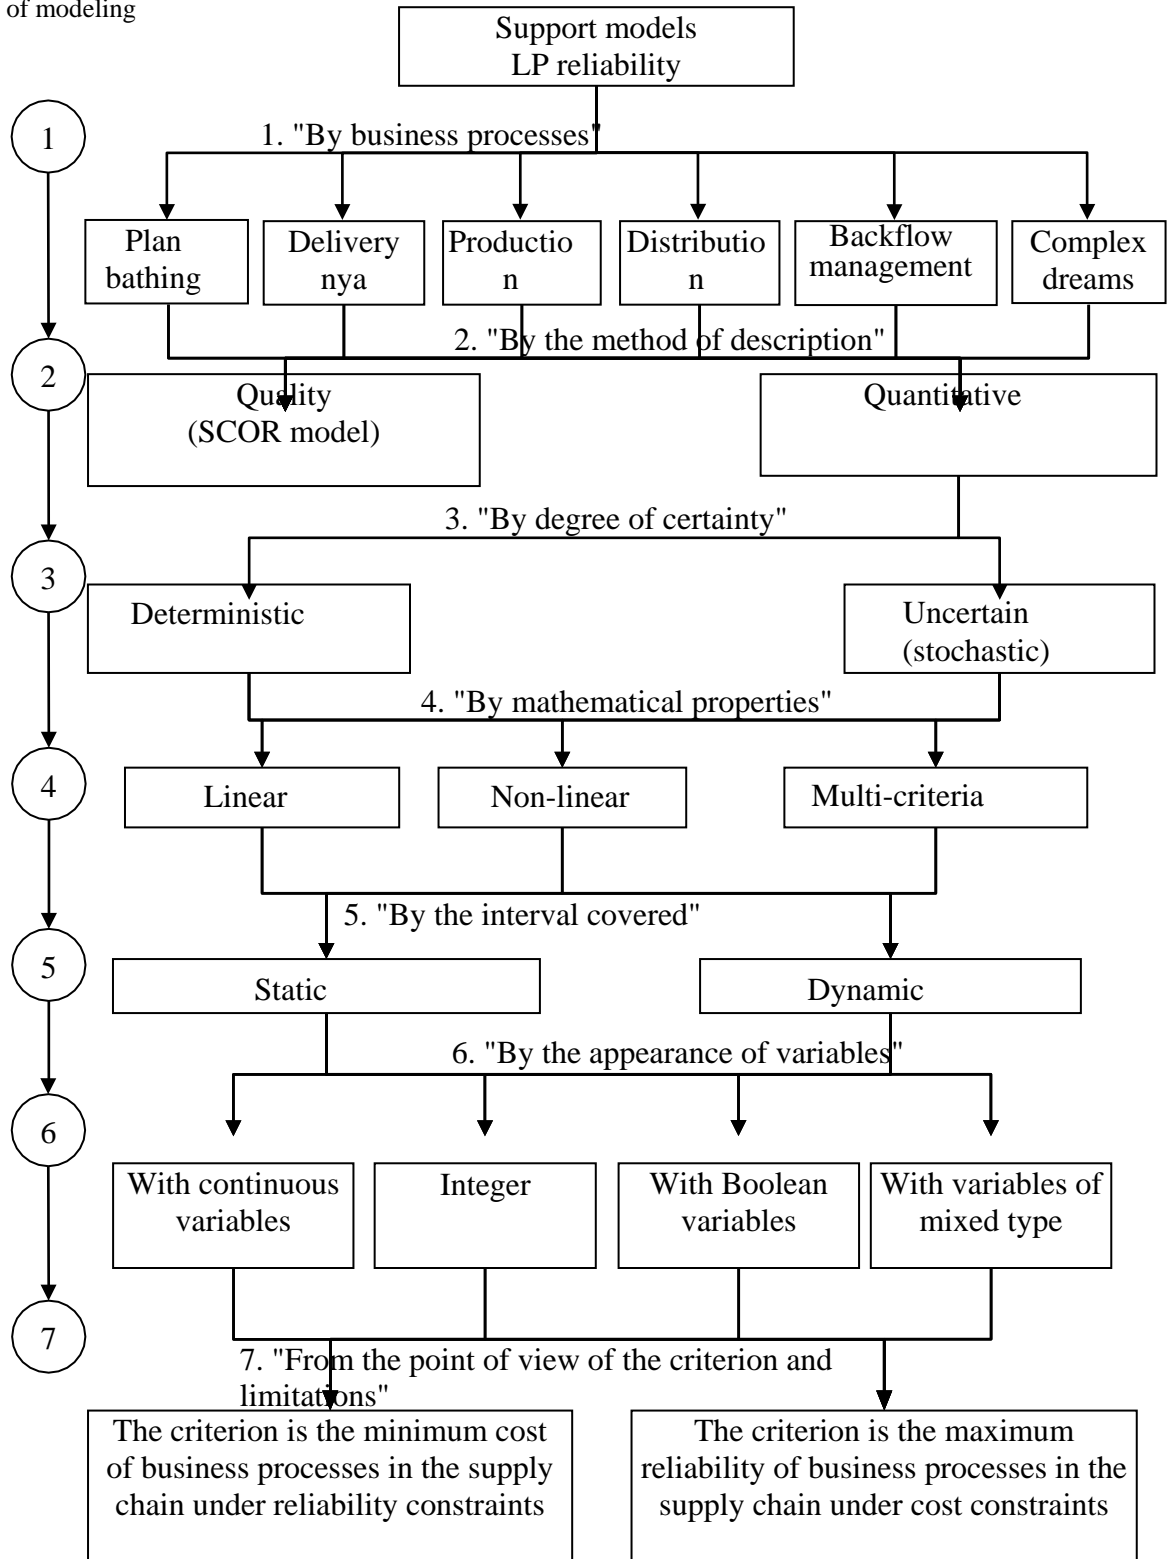 of modeling
Support models
LP reliability
1
1. "By business processes"
Plan
bathing
Delivery
nya
Productio
n
Distributio
n
Backflow
management
Complex
dreams
2. "By the method of description"
2
Quality
(SCOR model)
Quantitative
3. "By degree of certainty"
3
Deterministic
Uncertain
(stochastic)
4. "By mathematical properties"
4
Linear
Non-linear
Multi-criteria
5. "By the interval covered"
5
Static
Dynamic
6. "By the appearance of variables"
6
With continuous
variables
Integer
With Boolean
variables
With variables of
mixed type
7
7. "From the point of view of the criterion and
limitations"
The criterion is the minimum cost
of business processes in the supply
chain under reliability constraints
The criterion is the maximum
reliability of business processes in the
supply chain under cost constraints